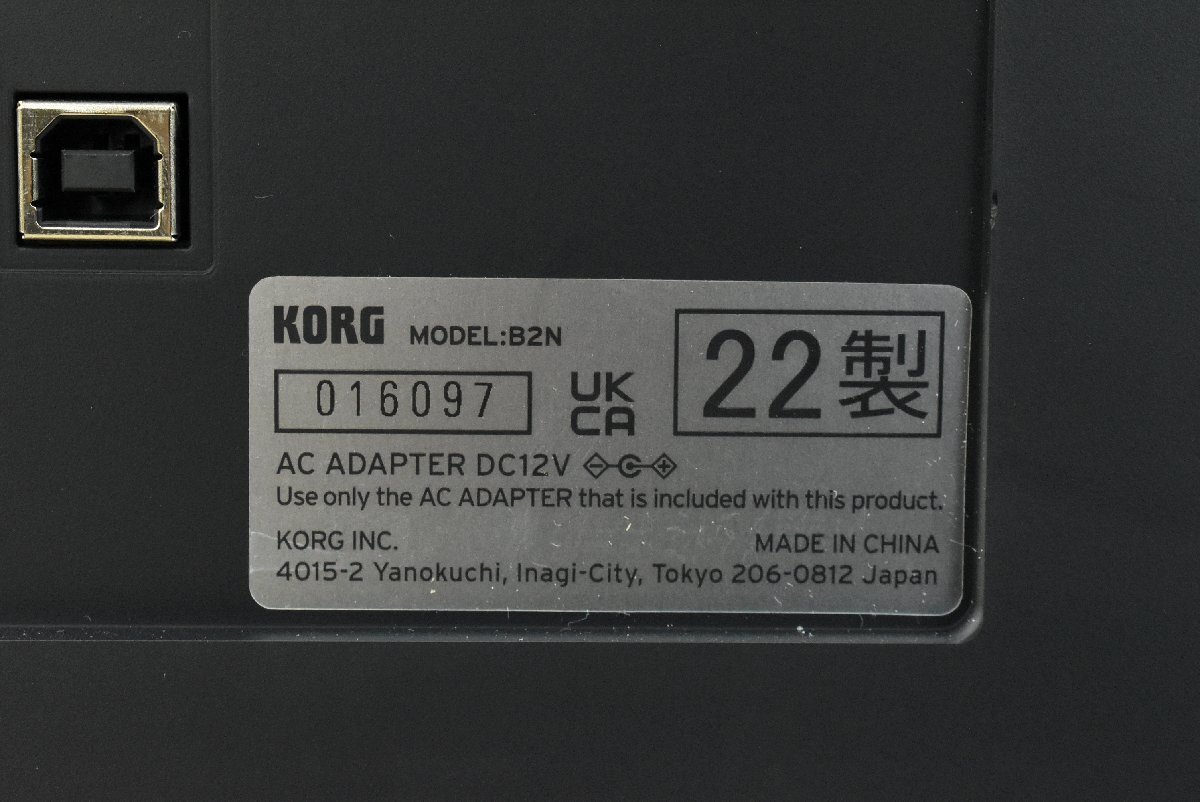 KORG MODEL:B2N
016097
UK
CA
22製
AC ADAPTER DC12V
Use only the AC ADAPTER that is included with this product.
KORG INC. MADE IN CHINA
4015-2 Yanokuchi, Inagi-City, Tokyo 206-0812 Japan